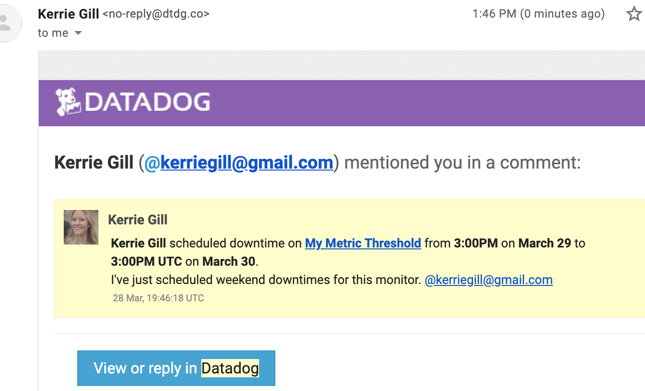 Kerrie Gill <no-reply@dtdg.co> 1:46 PM (0 minutes ago)
to me
DATADOG
Kerrie Gill (@kerriegill@gmail.com) mentioned you in a comment:
Kerrie Gill
Kerrie Gill scheduled downtime on My Metric Threshold from 3:00PM on March 29 to
3:00PM UTC on March 30.
I've just scheduled weekend downtimes for this monitor. @kerriegill@gmail.com
28 Mar, 19:46:18 UTC
View or reply in Datadog